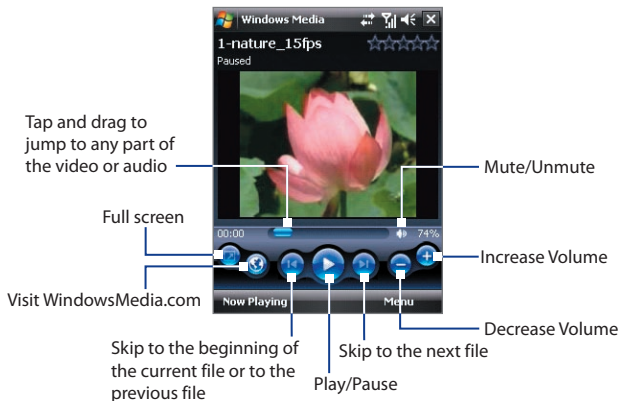 Windows Media
1-nature_15fps
Paused
Tap and drag to
jump to any part of
the video or audio
Mute/Unmute
Full screen
00:00
74%
Increase Volume
Visit WindowsMedia.com
Now Playing
Menu
Decrease Volume
Skip to the beginning of
the current file or to the
previous file
Skip to the next file
Play/Pause